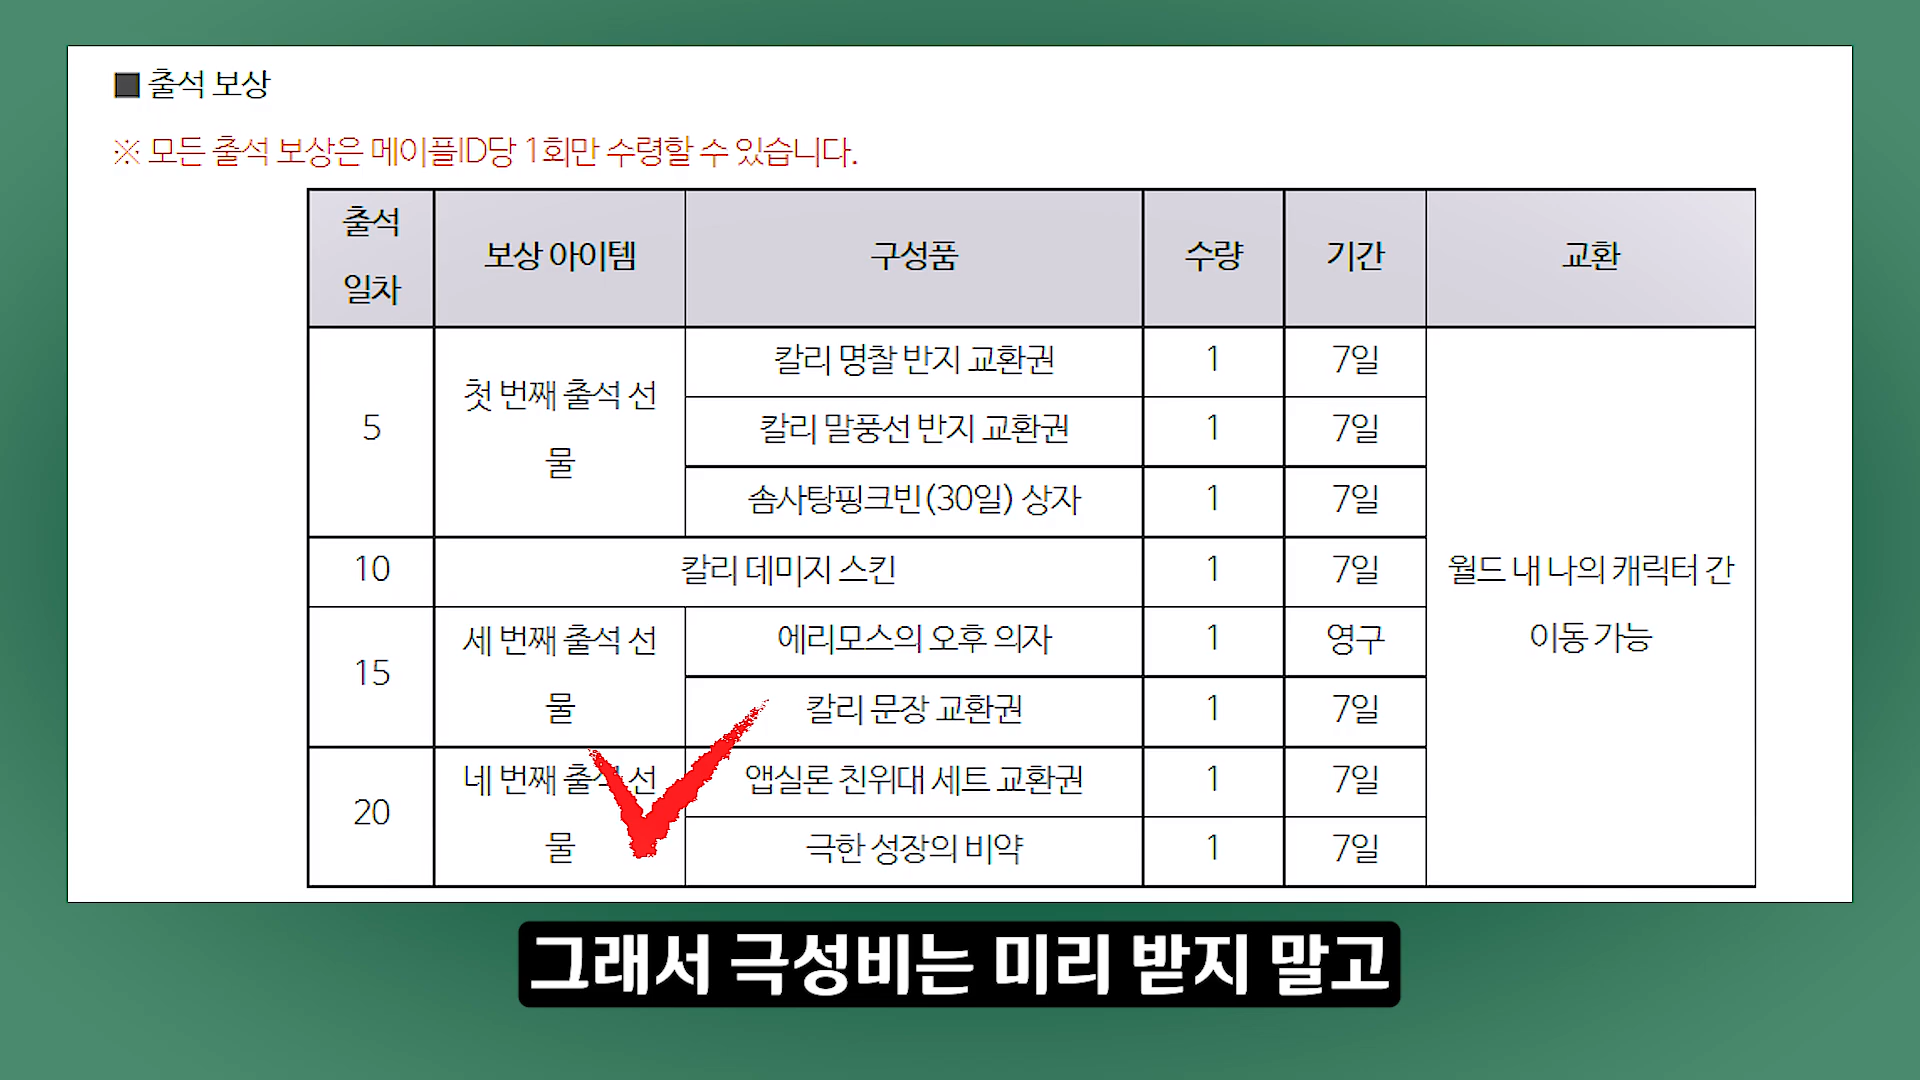 ■ 출석 보상
※ 모든 출석 보상은 메이플ID당 1회만 수령할 수 있습니다.
출석
일차
보상 아이템
구성품
수량
기간
교환
5
첫 번째 출석 선
물
칼리 명찰 반지 교환권
1
7일
칼리 말풍선 반지 교환권
1
7일
솜사탕핑크빈(30일) 상자
1
7일
10
칼리 데미지 스킨
1
7일
15
세 번째 출석 선
물
에리모스의 오후 의자
1
영구
칼리 문장 교환권
1
7일
20
네 번째 출석 선
물
앱실론 친위대 세트 교환권
1
7일
극한 성장의 비약
1
7일
월드 내 나의 캐릭터 간
이동 가능
그래서 극성비는 미리 받지 말고